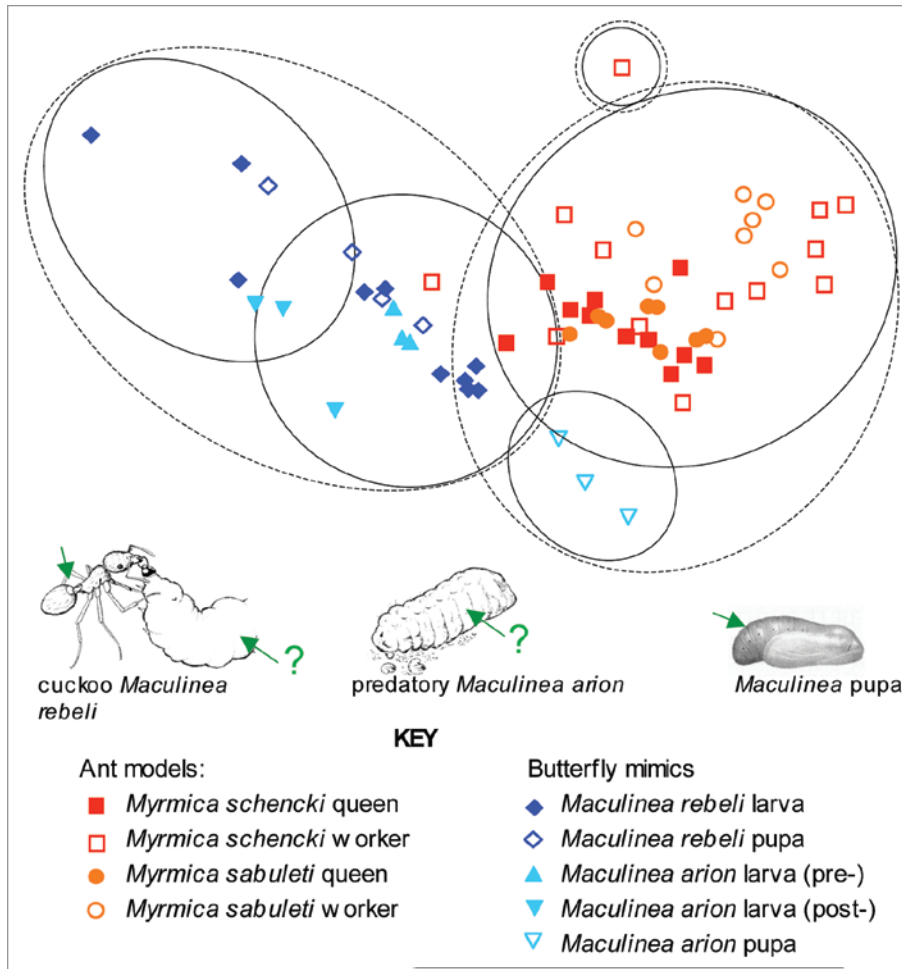 ?
?
cuckoo Maculinea
rebeli
predatory Maculinea arion
Maculinea pupa
KEY
Ant models:
Myrmica schencki queen
Myrmica schencki worker
Myrmica sabuleti queen
Myrmica sabuleti worker
Butterfly mimics
Maculinea rebeli larva
Maculinea rebeli pupa
Maculinea arion larva (pre-)
Maculinea arion larva (post-)
Maculinea arion pupa